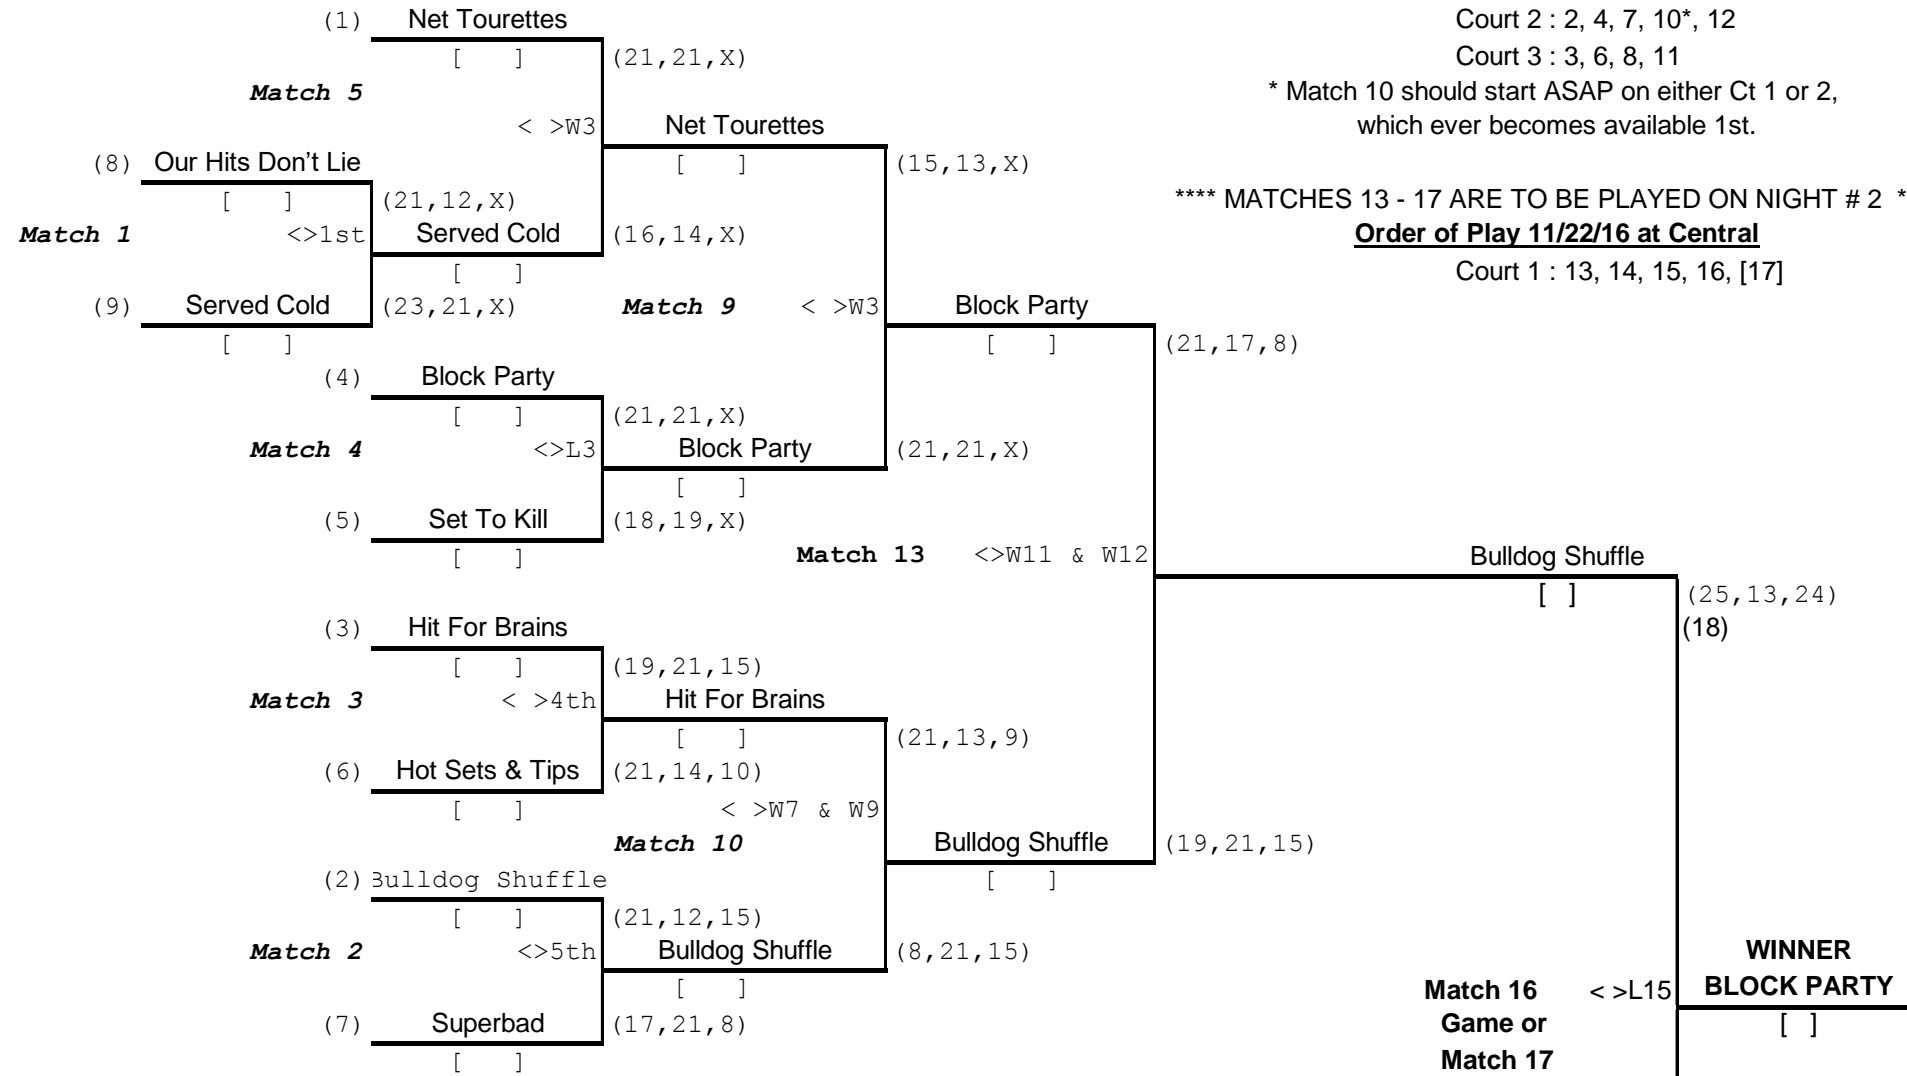 (1) Net Tourettes Court 2 : 2, 4, 7, 10*, 12
[ ] (21,21,X) Court 3 : 3, 6, 8, 11
Match 5 * Match 10 should start ASAP on either Ct 1 or 2,
< >W3 Net Tourettes which ever becomes available 1st.
(8) Our Hits Don't Lie [ ] (15,13,X)
[ ] (21,12,X) **** MATCHES 13 - 17 ARE TO BE PLAYED ON NIGHT # 2 *
Match 1 <>1st Served Cold (16,14,X) Order of Play 11/22/16 at Central
[ ] Court 1 : 13, 14, 15, 16, [17]
(9) Served Cold (23,21,X) Match 9 < >W3 Block Party
[ ] [ ] (21,17,8)
(4) Block Party
[ ] (21,21,X)
Match 4 <>L3 Block Party (21,21,X)
[ ]
(5) Set To Kill (18,19,X)
[ ] Match 13 <>W11 & W12 Bulldog Shuffle
[ ] (25,13,24)
(3) Hit For Brains (18)
[ ] (19,21,15)
Match 3 < >4th Hit For Brains
[ ] (21,13,9)
(6) Hot Sets & Tips (21,14,10)
[ ] < >W7 & W9
Match 10 Bulldog Shuffle (19,21,15)
(2) Bulldog Shuffle [ ]
[ ] (21,12,15)
Match 2 <>5th Bulldog Shuffle (8,21,15) WINNER
[ ] Match 16 < >L15 BLOCK PARTY
(7) Superbad (17,21,8) Game or [ ]
[ ] Match 17